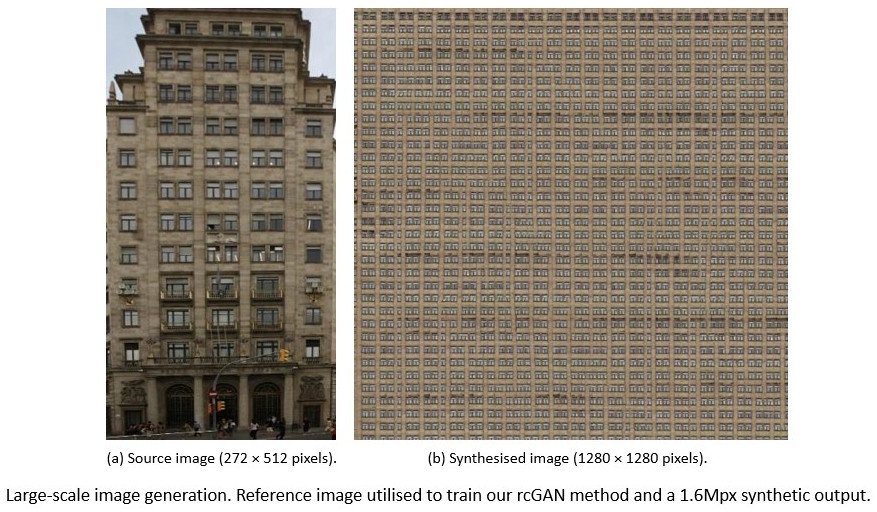 (a) Source image (272 × 512 pixels).
(b) Synthesised image (1280 × 1280 pixels).
Large-scale image generation. Reference image utilised to train our rcGAN method and a 1.6Mpx synthetic output.